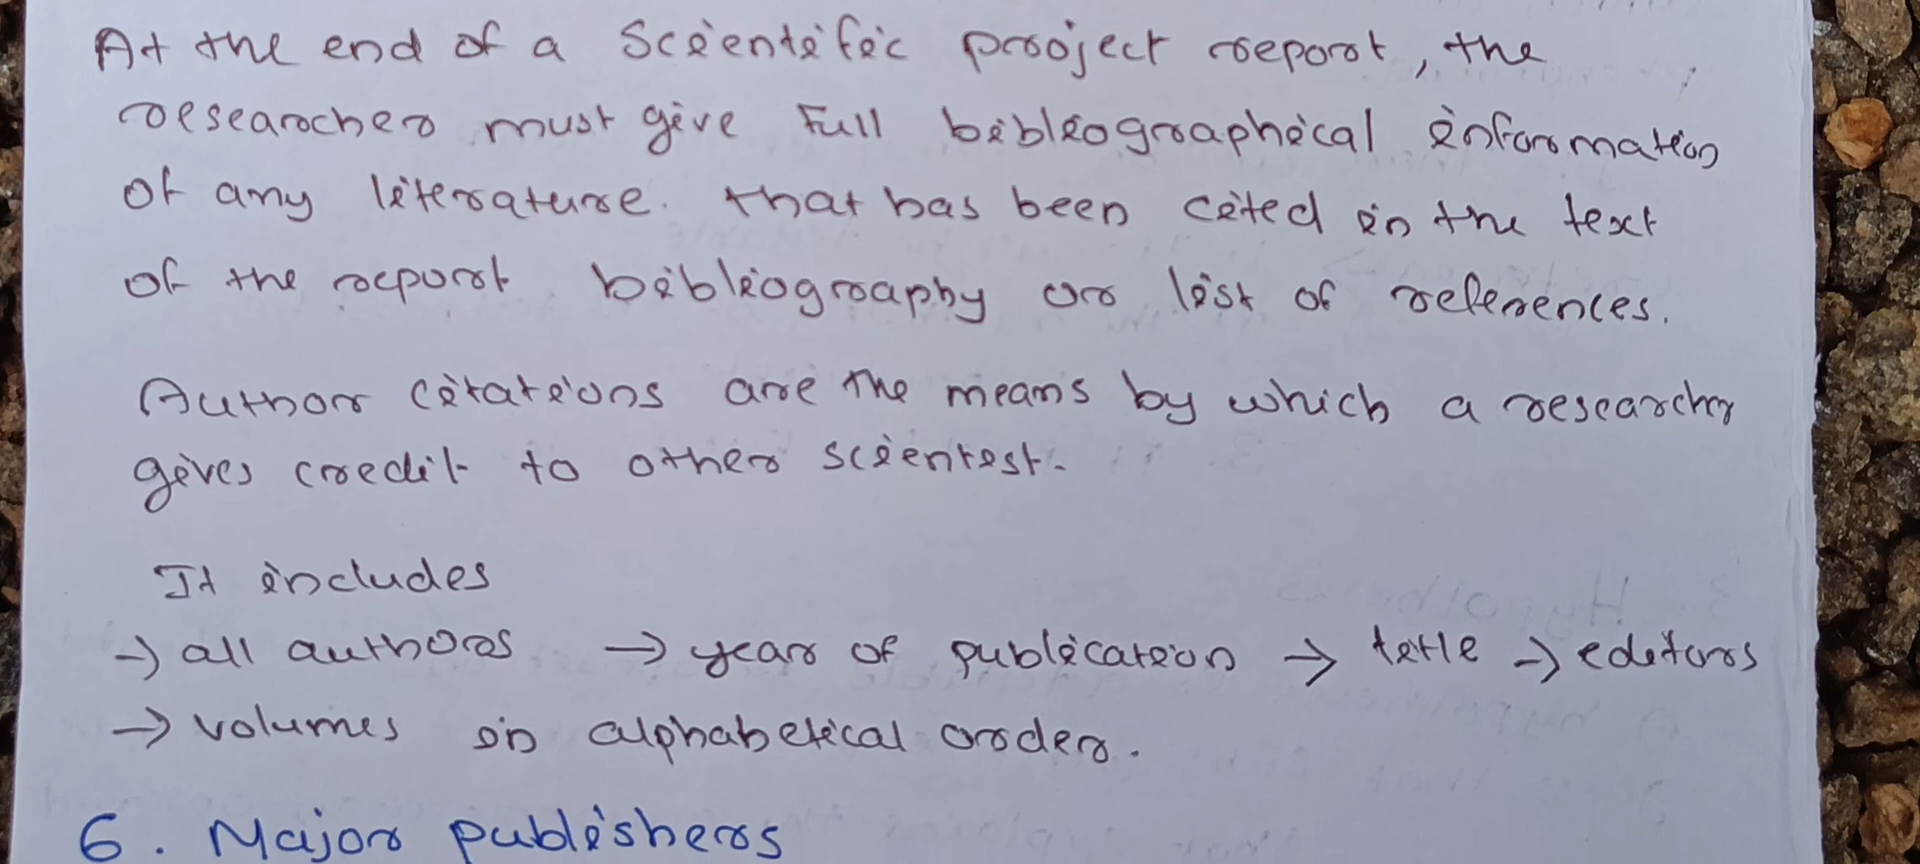 At the end of a scientific project report, the
researcher must give Full bibliographical information
of any literature. that has been cited in the text
of the report bibliography or list of references.
Author citations are the means by which a researcher
gives credit to other scientist.
It includes
→ all authors → year of publication → title → editors
→ volumes in alphabetical order.
6. Major publishers